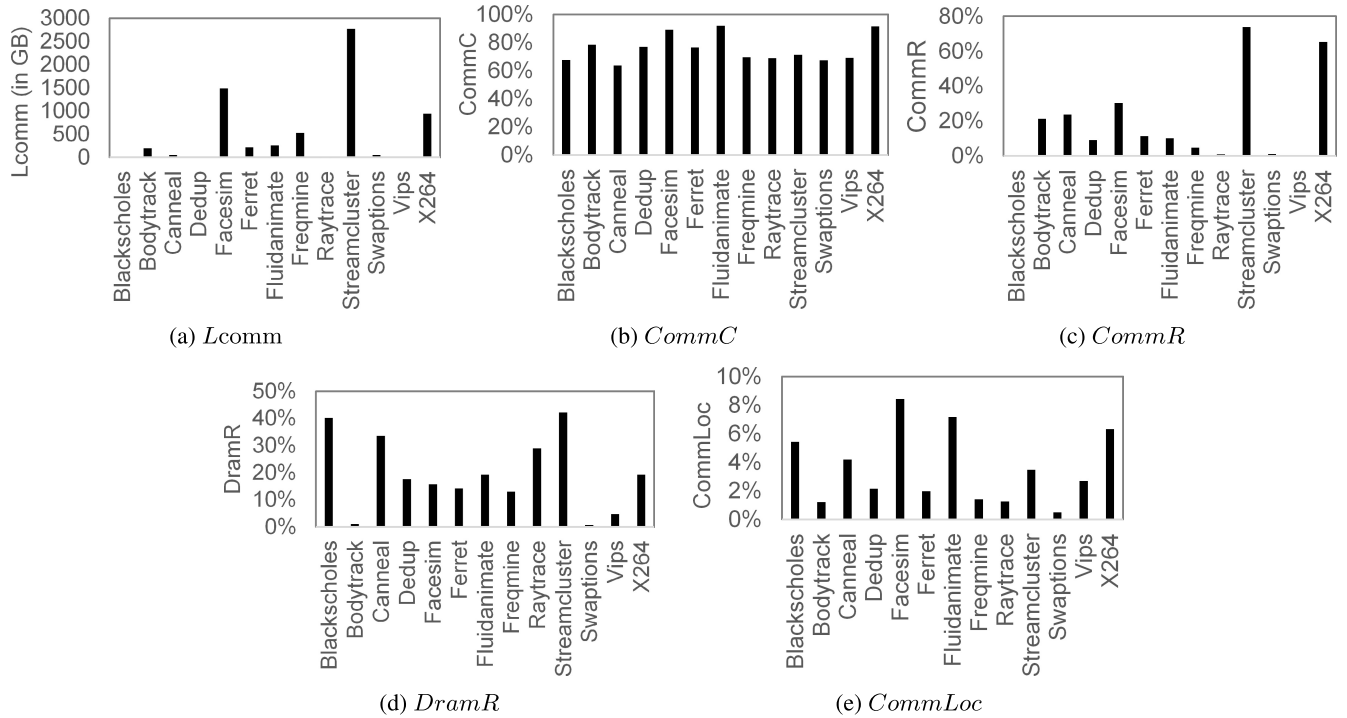 Lcomm (in GB)
3000
2500
2000
1500
1000
500
0
Blackscholes
Bodytrack
Canneal
Dedup
Facesim
Ferret
Fluidanimate
Freqmine
Raytrace
Streamcluster
Swaptions
Vips
X264
(a) Lcomm
CommC
100%
80%
60%
40%
20%
0%
Blackscholes
Bodytrack
Canneal
Dedup
Facesim
Ferret
Fluidanimate
Freqmine
Raytrace
Streamcluster
Swaptions
Vips
X264
(b) CommC
CommR
80%
60%
40%
20%
0%
Blackscholes
Bodytrack
Canneal
Dedup
Facesim
Ferret
Fluidanimate
Freqmine
Raytrace
Streamcluster
Swaptions
Vips
X264
(c) CommR
DramR
50%
40%
30%
20%
10%
0%
Blackscholes
Bodytrack
Canneal
Dedup
Facesim
Ferret
Fluidanimate
Freqmine
Raytrace
Streamcluster
Swaptions
Vips
X264
(d) DramR
CommLoc
10%
8%
6%
4%
2%
0%
Blackscholes
Bodytrack
Canneal
Dedup
Facesim
Ferret
Fluidanimate
Freqmine
Raytrace
Streamcluster
Swaptions
Vips
X264
(e) CommLoc